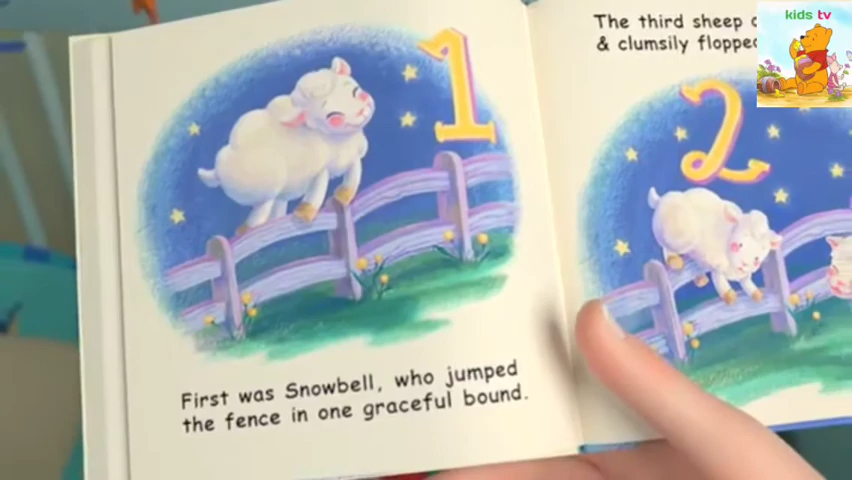 1
First was Snowbell, who jumped
the fence in one graceful bound.
The third sheep
& clumsily flopped
2
kids tv